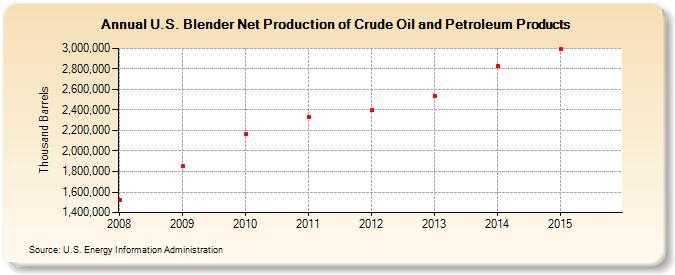 Annual U.S. Blender Net Production of Crude Oil and Petroleum Products
Thousand Barrels
3,000,000
2,800,000
2,600,000
2,400,000
2,200,000
2,000,000
1,800,000
1,600,000
1,400,000
2008 2009 2010 2011 2012 2013 2014 2015
Source: U.S. Energy Information Administration